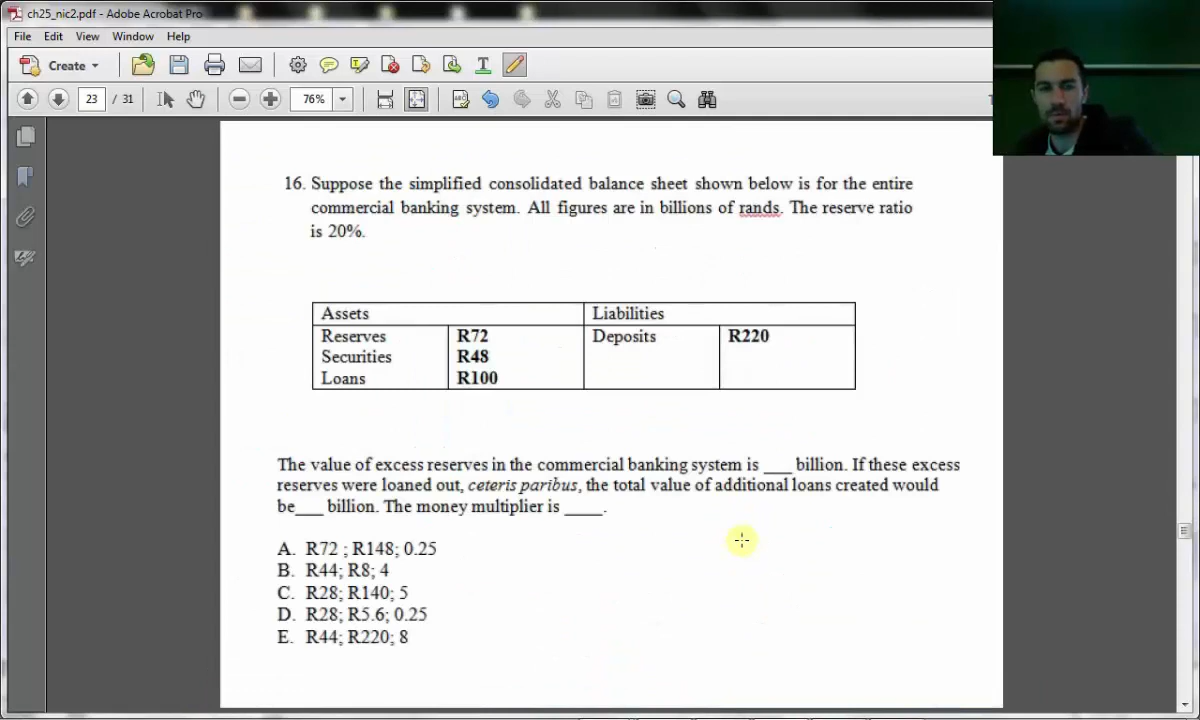 ch25_nic2.pdf - Adobe Acrobat Pro
File Edit View Window Help
Create
23 / 31 76%
16. Suppose the simplified consolidated balance sheet shown below is for the entire
commercial banking system. All figures are in billions of rands. The reserve ratio
is 20%.
Assets Liabilities
Reserves R72 Deposits R220
Securities R48
Loans R100
The value of excess reserves in the commercial banking system is ___ billion. If these excess
reserves were loaned out, ceteris paribus, the total value of additional loans created would
be___ billion. The money multiplier is ____.
A. R72 ; R148; 0.25
B. R44; R8; 4
C. R28; R140; 5
D. R28; R5.6; 0.25
E. R44; R220; 8